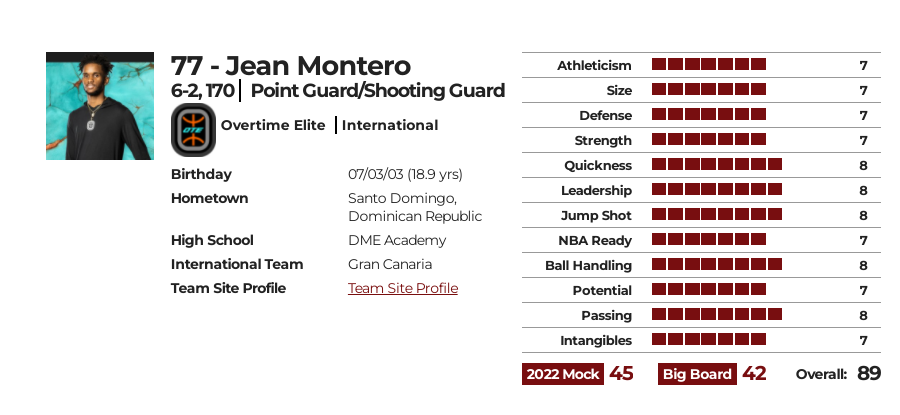 77 - Jean Montero
6-2, 170 | Point Guard/Shooting Guard
OTE
Overtime Elite | International
Birthday 07/03/03 (18.9 yrs)
Hometown Santo Domingo,
Dominican Republic
High School DME Academy
International Team Gran Canaria
Team Site Profile Team Site Profile
Athleticism 7
Size 7
Defense 7
Strength 7
Quickness 8
Leadership 8
Jump Shot 8
NBA Ready 7
Ball Handling 8
Potential 7
Passing 8
Intangibles 7
2022 Mock 45 Big Board 42 Overall: 89